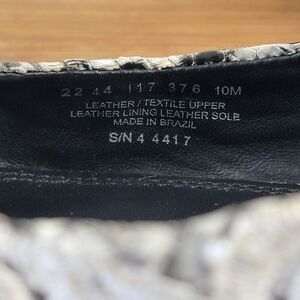 22 44 117 376 10M
LEATHER / TEXTILE UPPER
LEATHER LINING LEATHER SOLE
MADE IN BRAZIL
S/N 4 4417